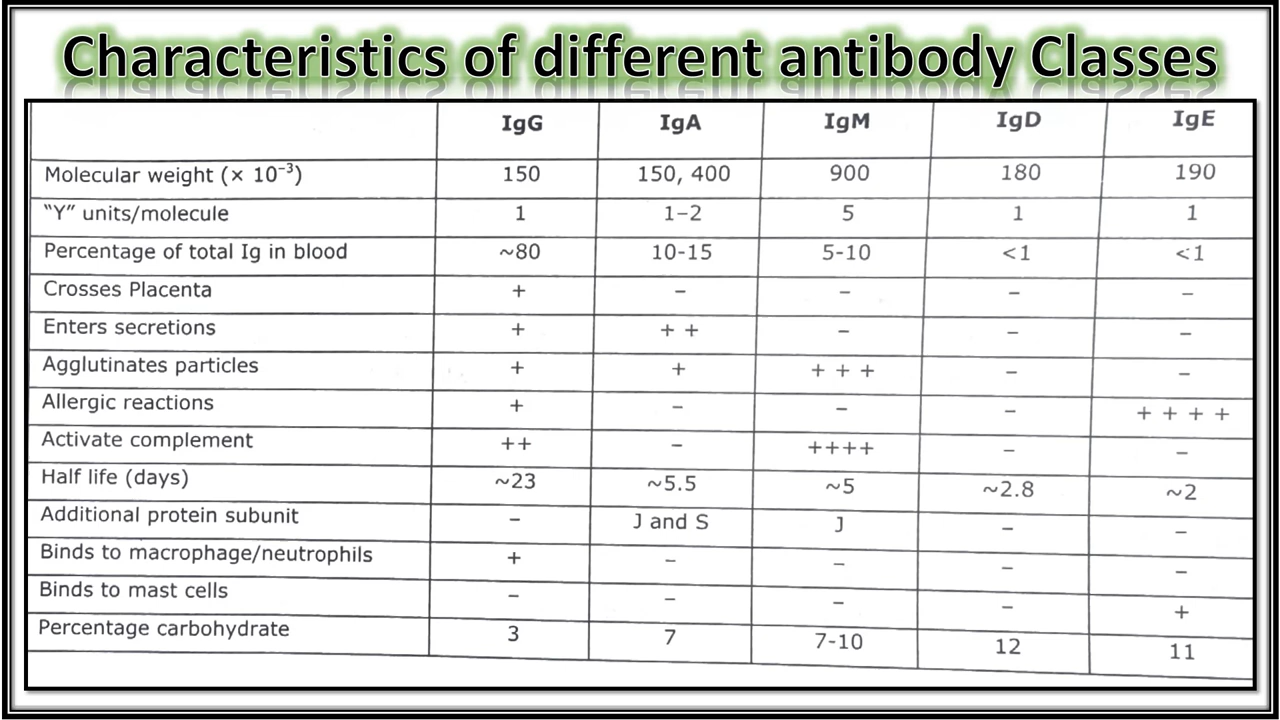 Characteristics of different antibody Classes
IgG IgA IgM IgD IgE
Molecular weight (× 10⁻³) 150 150, 400 900 180 190
“Y” units/molecule 1 1–2 5 1 1
Percentage of total Ig in blood ~80 10-15 5-10 <1 <1
Crosses Placenta + – – – –
Enters secretions + + + – – –
Agglutinates particles + + + + + – –
Allergic reactions + – – – + + + +
Activate complement ++ – ++++ – –
Half life (days) ~23 ~5.5 ~5 ~2.8 ~2
Additional protein subunit – J and S J – –
Binds to macrophage/neutrophils + – – – –
Binds to mast cells – – – – +
Percentage carbohydrate 3 7 7-10 12 11